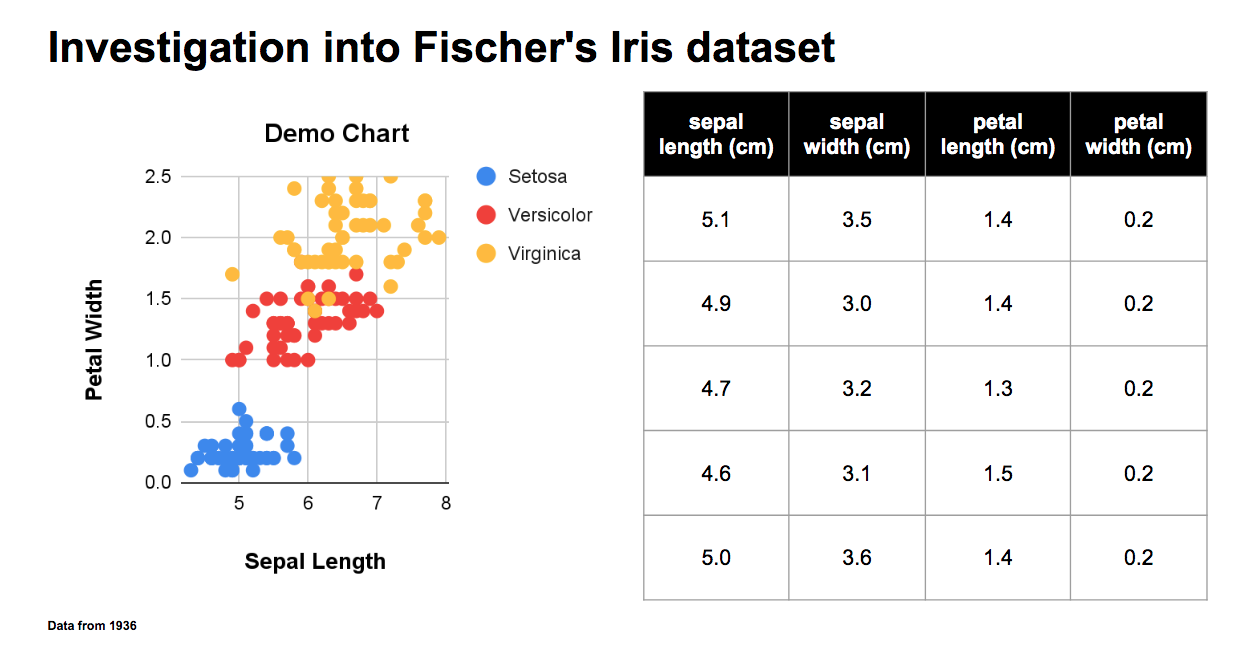 Investigation into Fischer's Iris dataset
Demo Chart
Petal Width
2.5
2.0
1.5
1.0
0.5
0.0
5 6 7 8
Sepal Length
Setosa
Versicolor
Virginica
sepal length (cm) sepal width (cm) petal length (cm) petal width (cm)
5.1 3.5 1.4 0.2
4.9 3.0 1.4 0.2
4.7 3.2 1.3 0.2
4.6 3.1 1.5 0.2
5.0 3.6 1.4 0.2
Data from 1936